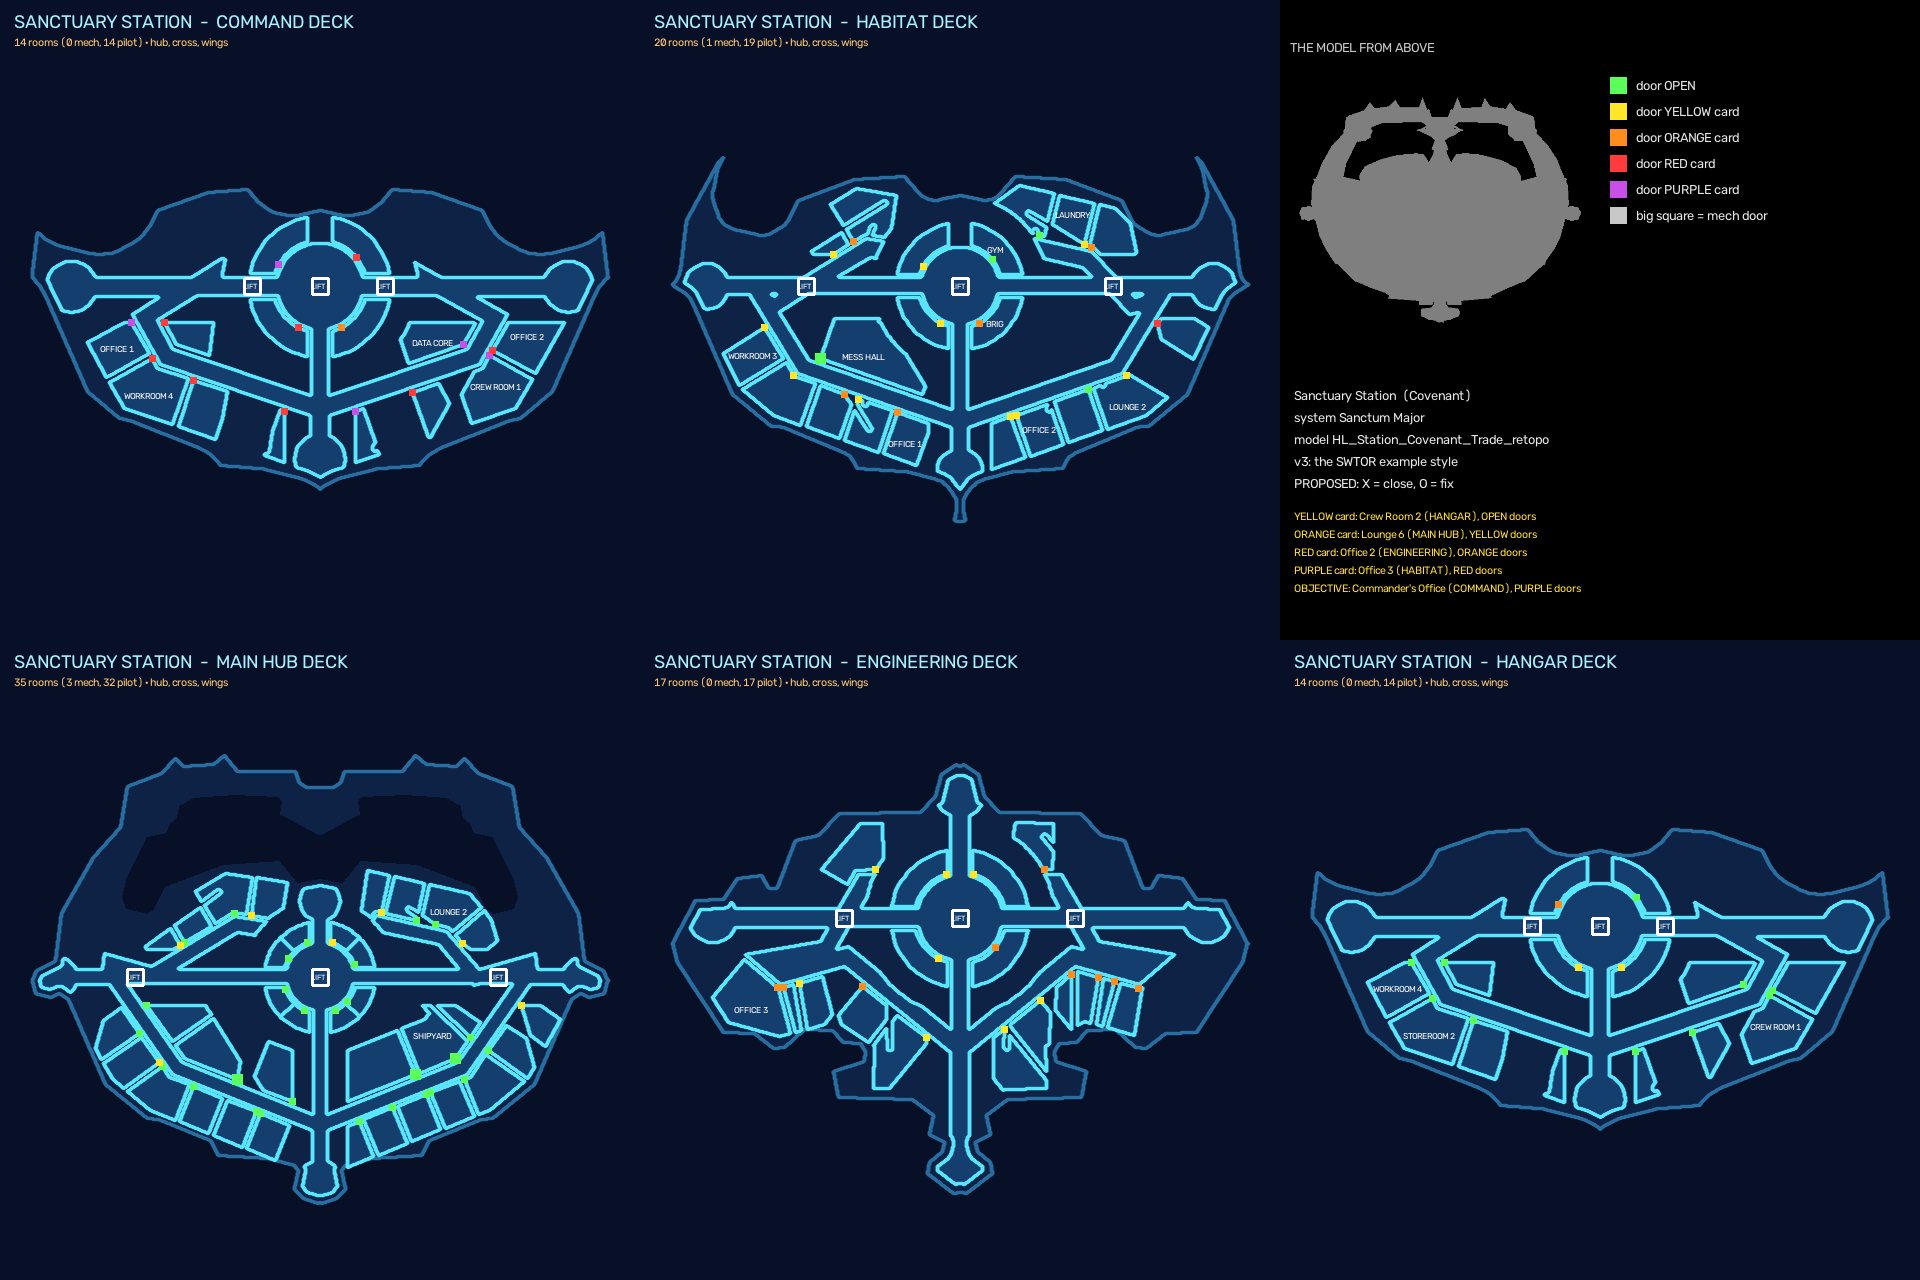 SANCTUARY STATION - COMMAND DECK
14 rooms (0 mech, 14 pilot) • hub, cross, wings
LIFT
LIFT
LIFT
OFFICE 1
DATA CORE
OFFICE 2
CREW ROOM 1
WORKROOM 4
SANCTUARY STATION - HABITAT DECK
20 rooms (1 mech, 19 pilot) • hub, cross, wings
LAUNDRY
GYM
LIFT
LIFT
LIFT
BRIG
WORKROOM 3
MESS HALL
LOUNGE 2
OFFICE 2
OFFICE 1
THE MODEL FROM ABOVE
door OPEN
door YELLOW card
door ORANGE card
door RED card
door PURPLE card
big square = mech door
Sanctuary Station (Covenant)
system Sanctum Major
model HL_Station_Covenant_Trade_retopo
v3: the SWTOR example style
PROPOSED: X = close, O = fix
YELLOW card: Crew Room 2 (HANGAR), OPEN doors
ORANGE card: Lounge 6 (MAIN HUB), YELLOW doors
RED card: Office 2 (ENGINEERING), ORANGE doors
PURPLE card: Office 3 (HABITAT), RED doors
OBJECTIVE: Commander's Office (COMMAND), PURPLE doors
SANCTUARY STATION - MAIN HUB DECK
35 rooms (3 mech, 32 pilot) • hub, cross, wings
LOUNGE 2
LIFT
LIFT
LIFT
SHIPYARD
SANCTUARY STATION - ENGINEERING DECK
17 rooms (0 mech, 17 pilot) • hub, cross, wings
LIFT
LIFT
LIFT
OFFICE 3
SANCTUARY STATION - HANGAR DECK
14 rooms (0 mech, 14 pilot) • hub, cross, wings
LIFT
LIFT
LIFT
WORKROOM 4
CREW ROOM 1
STOREROOM 2